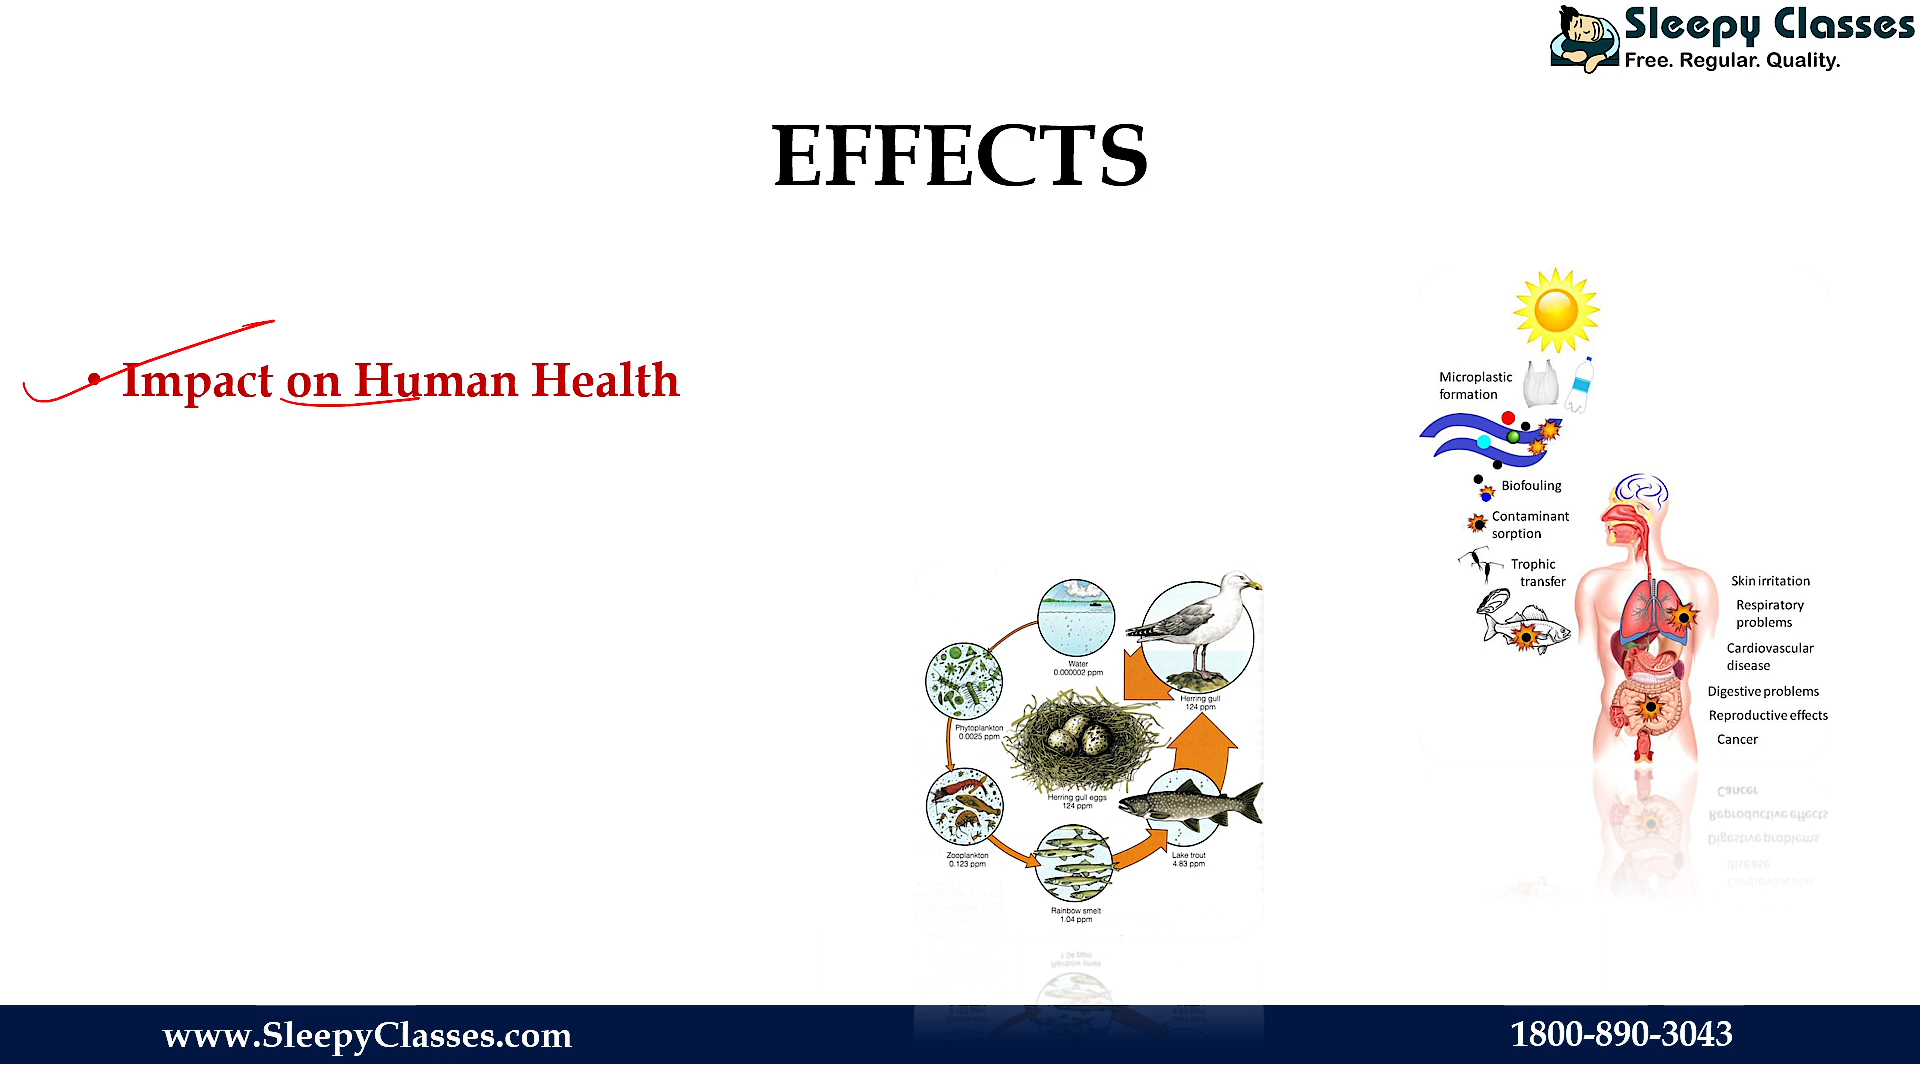 Sleepy Classes
Free. Regular. Quality.
EFFECTS
• Impact on Human Health
Microplastic
formation
Biofouling
Contaminant
sorption
Trophic
transfer
Skin irritation
Respiratory
problems
Cardiovascular
disease
Digestive problems
Reproductive effects
Cancer
Water
0.000002 ppm
Herring gull
124 ppm
Phytoplankton
0.0025 ppm
Herring gull eggs
124 ppm
Zooplankton
0.123 ppm
Lake trout
4.83 ppm
Rainbow smelt
1.04 ppm
www.SleepyClasses.com
1800-890-3043